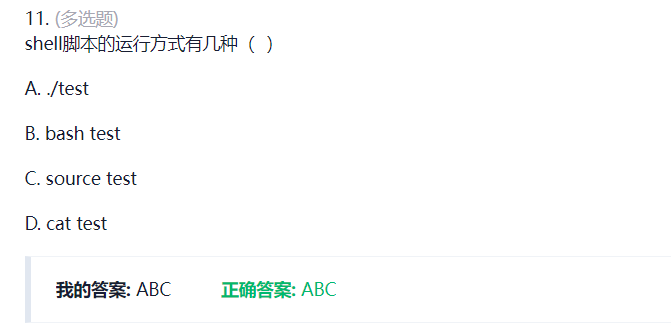 11. (多选题)
shell脚本的运行方式有几种（ ）
A. ./test
B. bash test
C. source test
D. cat test
我的答案: ABC 正确答案: ABC